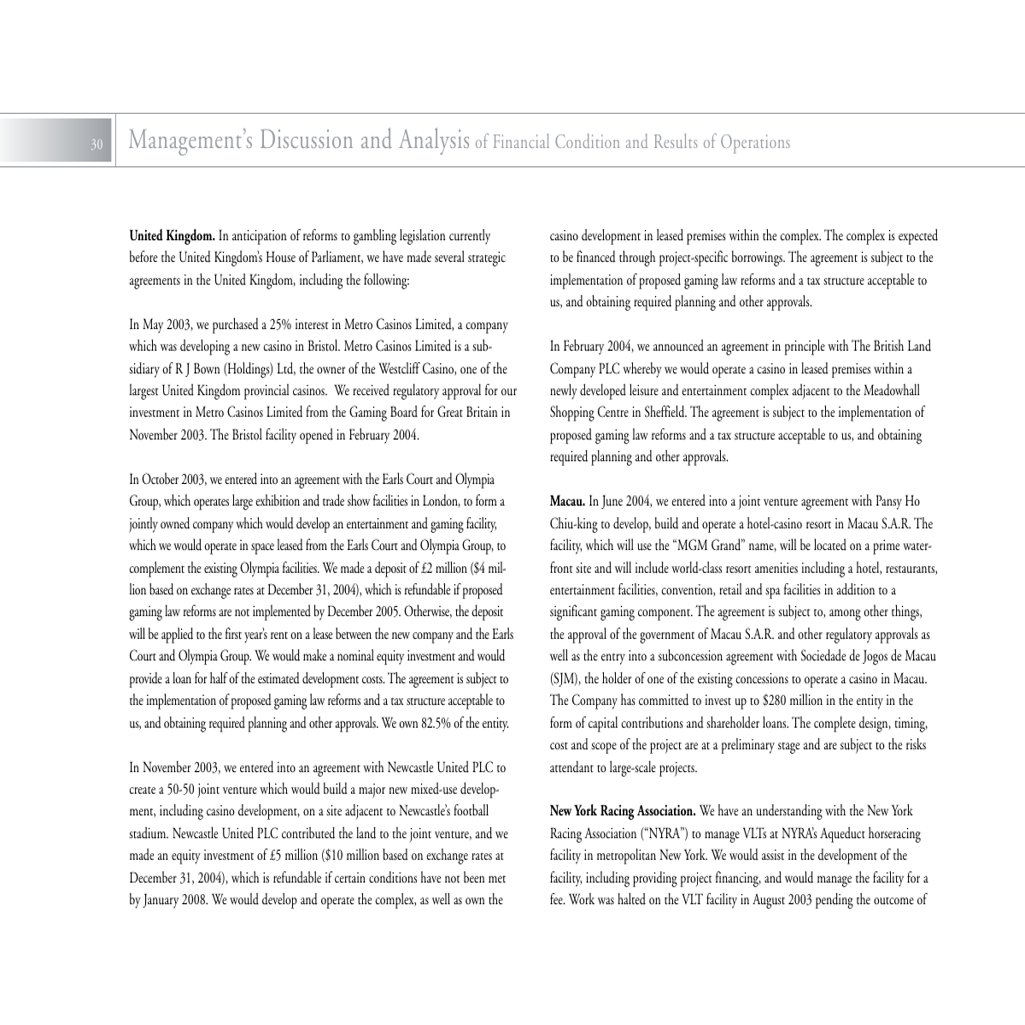 30
Management’s Discussion and Analysis of Financial Condition and Results of Operations
United Kingdom. In anticipation of reforms to gambling legislation currently
before the United Kingdom’s House of Parliament, we have made several strategic
agreements in the United Kingdom, including the following:
In May 2003, we purchased a 25% interest in Metro Casinos Limited, a company
which was developing a new casino in Bristol. Metro Casinos Limited is a sub-
sidiary of R J Bown (Holdings) Ltd, the owner of the Westcliff Casino, one of the
largest United Kingdom provincial casinos. We received regulatory approval for our
investment in Metro Casinos Limited from the Gaming Board for Great Britain in
November 2003. The Bristol facility opened in February 2004.
In October 2003, we entered into an agreement with the Earls Court and Olympia
Group, which operates large exhibition and trade show facilities in London, to form a
jointly owned company which would develop an entertainment and gaming facility,
which we would operate in space leased from the Earls Court and Olympia Group, to
complement the existing Olympia facilities. We made a deposit of £2 million ($4 mil-
lion based on exchange rates at December 31, 2004), which is refundable if proposed
gaming law reforms are not implemented by December 2005. Otherwise, the deposit
will be applied to the first year’s rent on a lease between the new company and the Earls
Court and Olympia Group. We would make a nominal equity investment and would
provide a loan for half of the estimated development costs. The agreement is subject to
the implementation of proposed gaming law reforms and a tax structure acceptable to
us, and obtaining required planning and other approvals. We own 82.5% of the entity.
In November 2003, we entered into an agreement with Newcastle United PLC to
create a 50-50 joint venture which would build a major new mixed-use develop-
ment, including casino development, on a site adjacent to Newcastle’s football
stadium. Newcastle United PLC contributed the land to the joint venture, and we
made an equity investment of £5 million ($10 million based on exchange rates at
December 31, 2004), which is refundable if certain conditions have not been met
by January 2008. We would develop and operate the complex, as well as own the
casino development in leased premises within the complex. The complex is expected
to be financed through project-specific borrowings. The agreement is subject to the
implementation of proposed gaming law reforms and a tax structure acceptable to
us, and obtaining required planning and other approvals.
In February 2004, we announced an agreement in principle with The British Land
Company PLC whereby we would operate a casino in leased premises within a
newly developed leisure and entertainment complex adjacent to the Meadowhall
Shopping Centre in Sheffield. The agreement is subject to the implementation of
proposed gaming law reforms and a tax structure acceptable to us, and obtaining
required planning and other approvals.
Macau. In June 2004, we entered into a joint venture agreement with Pansy Ho
Chiu-king to develop, build and operate a hotel-casino resort in Macau S.A.R. The
facility, which will use the “MGM Grand” name, will be located on a prime water-
front site and will include world-class resort amenities including a hotel, restaurants,
entertainment facilities, convention, retail and spa facilities in addition to a
significant gaming component. The agreement is subject to, among other things,
the approval of the government of Macau S.A.R. and other regulatory approvals as
well as the entry into a subconcession agreement with Sociedade de Jogos de Macau
(SJM), the holder of one of the existing concessions to operate a casino in Macau.
The Company has committed to invest up to $280 million in the entity in the
form of capital contributions and shareholder loans. The complete design, timing,
cost and scope of the project are at a preliminary stage and are subject to the risks
attendant to large-scale projects.
New York Racing Association. We have an understanding with the New York
Racing Association (“NYRA”) to manage VLTs at NYRA’s Aqueduct horseracing
facility in metropolitan New York. We would assist in the development of the
facility, including providing project financing, and would manage the facility for a
fee. Work was halted on the VLT facility in August 2003 pending the outcome of